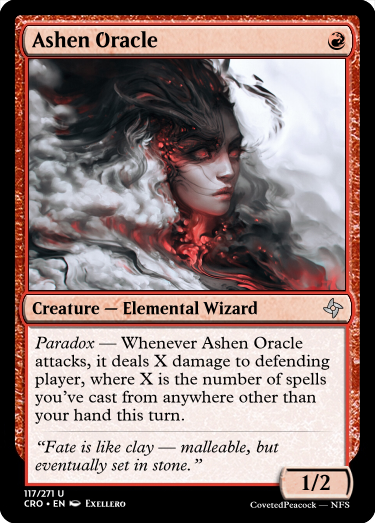 Ashen Oracle
Creature — Elemental Wizard
Paradox — Whenever Ashen Oracle
attacks, it deals X damage to defending
player, where X is the number of spells
you've cast from anywhere other than
your hand this turn.
"Fate is like clay — malleable, but
eventually set in stone."
1/2
117/271 U
CRO • EN Exellero
CovetedPeacock — NFS